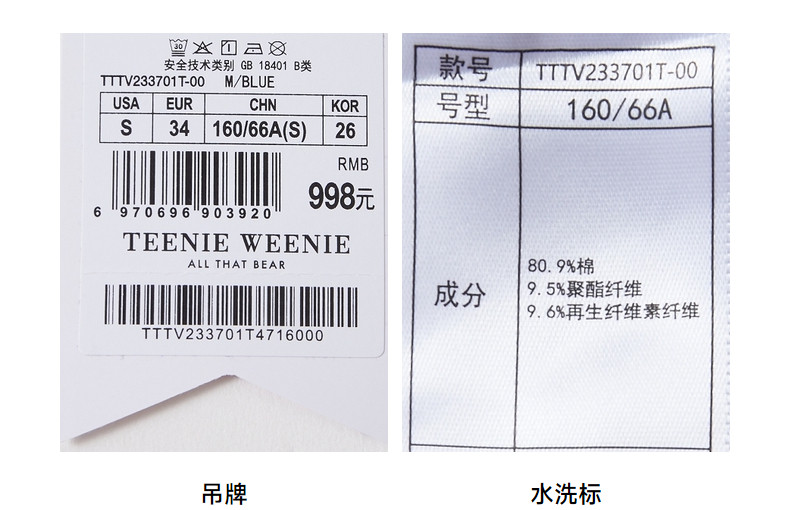 30
安全技术类别 GB 18401 B类
TTTV233701T-00 M/BLUE
USA EUR CHN KOR
S 34 160/66A(S) 26
RMB
998元
6 970696 903920
TEENIE WEENIE
ALL THAT BEAR
TTTV233701T4716000
吊牌
款号 TTTV233701T-00
号型 160/66A
成分
80.9%棉
9.5%聚酯纤维
9.6%再生纤维素纤维
水洗标